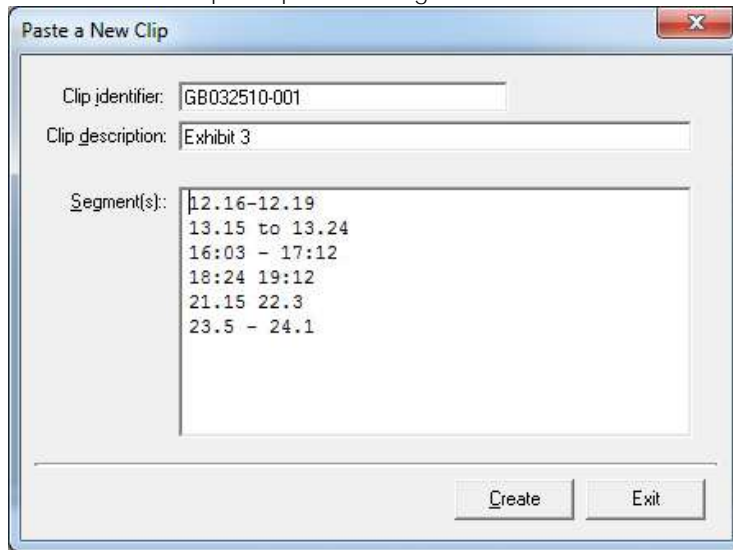 Paste a New Clip
Clip identifier: GB032510-001
Clip description: Exhibit 3
Segment(s):: 12.16-12.19
13.15 to 13.24
16:03 - 17:12
18:24 19:12
21.15 22.3
23.5 - 24.1
Create Exit